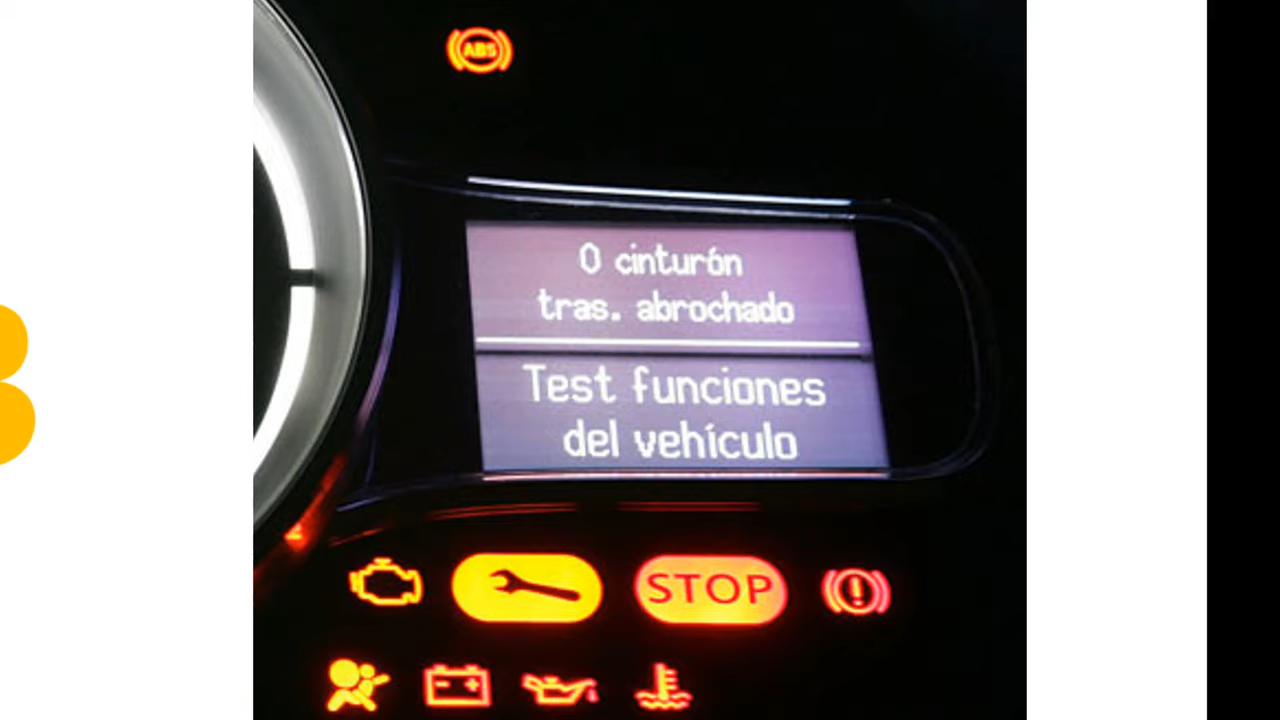 ABS
0 cinturón
tras. abrochado
Test funciones
del vehículo
STOP